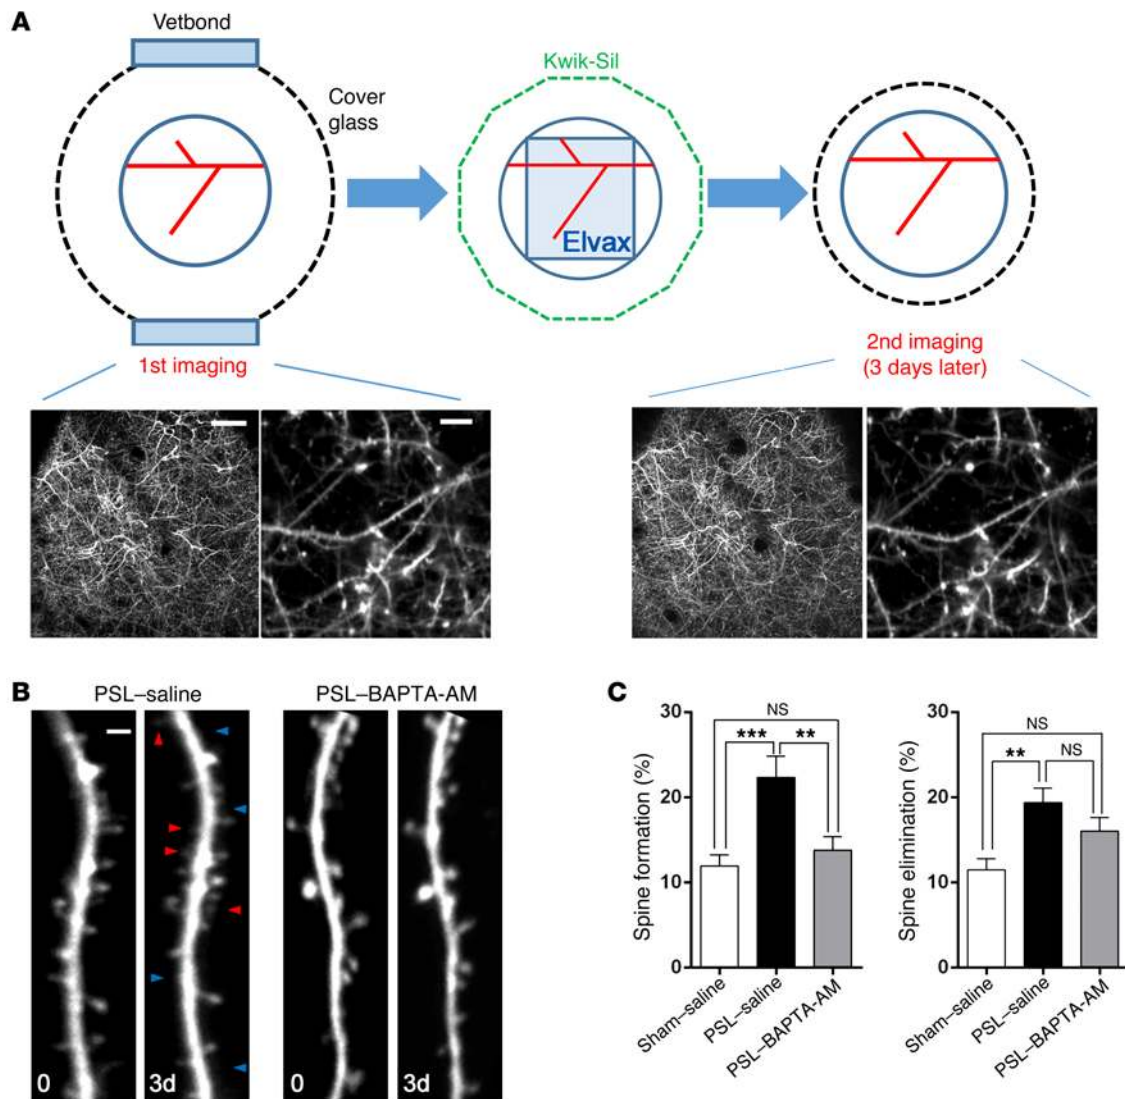 A
Vetbond
Cover
glass
Kwik-Sil
Elvax
1st imaging
2nd imaging
(3 days later)
B
PSL–saline
PSL–BAPTA-AM
0
3d
0
3d
C
Spine formation (%)
30
20
10
0
NS
***
**
Sham–saline
PSL–saline
PSL–BAPTA-AM
Spine elimination (%)
30
20
10
0
NS
**
NS
Sham–saline
PSL–saline
PSL–BAPTA-AM